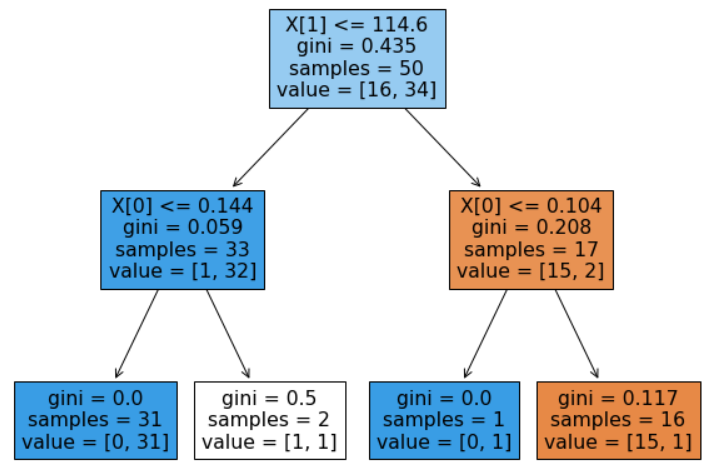 X[1] <= 114.6
gini = 0.435
samples = 50
value = [16, 34]
X[0] <= 0.144
gini = 0.059
samples = 33
value = [1, 32]
X[0] <= 0.104
gini = 0.208
samples = 17
value = [15, 2]
gini = 0.0
samples = 31
value = [0, 31]
gini = 0.5
samples = 2
value = [1, 1]
gini = 0.0
samples = 1
value = [0, 1]
gini = 0.117
samples = 16
value = [15, 1]